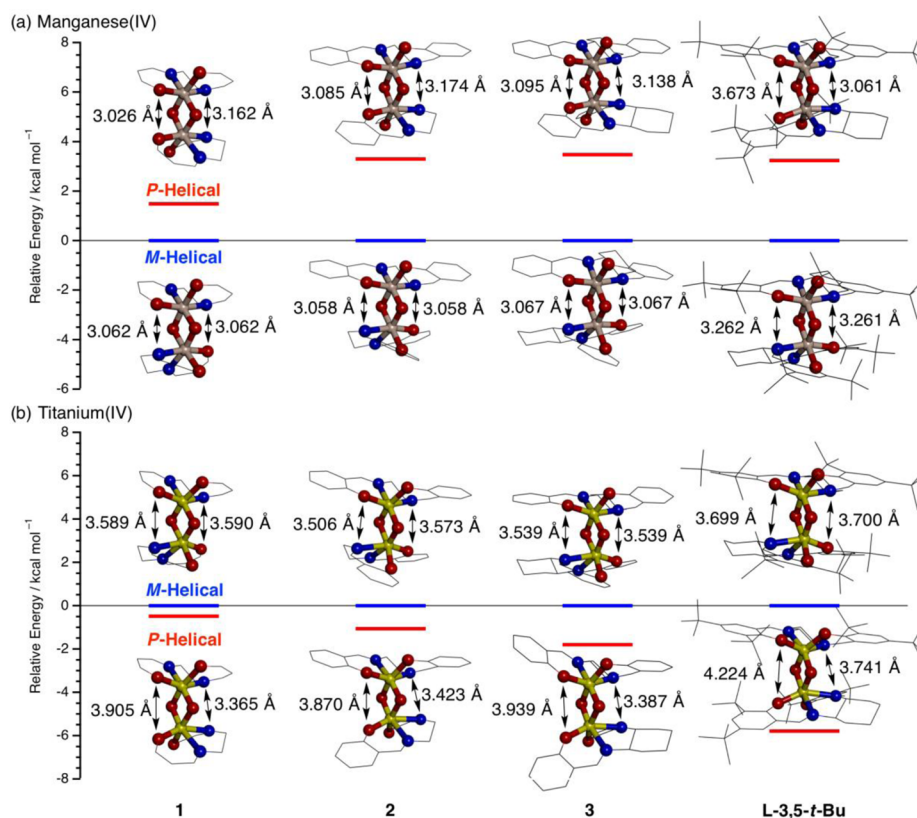 (a) Manganese(IV)
Relative Energy / kcal mol⁻¹
8
6
4
2
0
-2
-4
-6
3.026 Å
3.162 Å
3.085 Å
3.174 Å
3.095 Å
3.138 Å
3.673 Å
3.061 Å
P-Helical
M-Helical
3.062 Å
3.062 Å
3.058 Å
3.058 Å
3.067 Å
3.067 Å
3.262 Å
3.261 Å
(b) Titanium(IV)
Relative Energy / kcal mol⁻¹
8
6
4
2
0
-2
-4
-6
-8
3.589 Å
3.590 Å
3.506 Å
3.573 Å
3.539 Å
3.539 Å
3.699 Å
3.700 Å
M-Helical
P-Helical
3.905 Å
3.365 Å
3.870 Å
3.423 Å
3.939 Å
3.387 Å
4.224 Å
3.741 Å
1
2
3
L-3,5-t-Bu